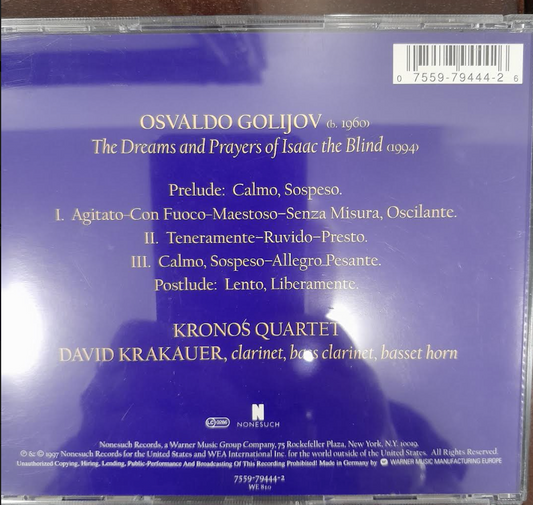 0 7559-79444-2 6
OSVALDO GOLIJOV (b. 1960)
The Dreams and Prayers of Isaac the Blind (1994)
Prelude: Calmo, Sospeso.
I. Agitato–Con Fuoco–Maestoso–Senza Misura, Oscilante.
II. Teneramente–Ruvido–Presto.
III. Calmo, Sospeso–Allegro Pesante.
Postlude: Lento, Liberamente.
KRONOS QUARTET
DAVID KRAKAUER, clarinet, bass clarinet, basset horn
LC 0286
N
NONESUCH
Nonesuch Records, a Warner Music Group Company, 75 Rockefeller Plaza, New York, N.Y. 10019.
℗ & © 1997 Nonesuch Records for the United States and WEA International Inc. for the world outside of the United States. All Rights Reserved.
Unauthorized Copying, Hiring, Lending, Public-Performance And Broadcasting Of This Recording Prohibited! Made in Germany by WARNER MUSIC MANUFACTURING EUROPE
7559-79444-2
WE 810